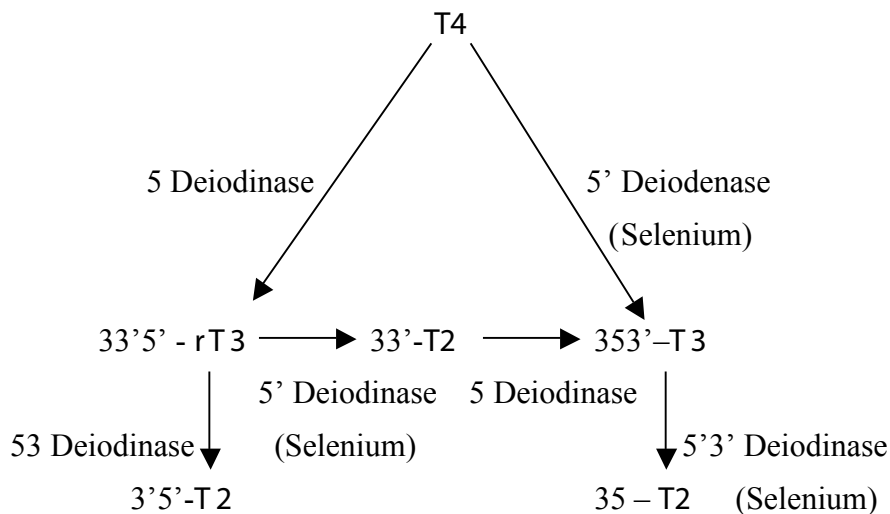 T4
5 Deiodinase
5’ Deiodenase
(Selenium)
33’5’ - rT3
33’-T2
353’–T3
5’ Deiodinase
(Selenium)
5 Deiodinase
53 Deiodinase
5’3’ Deiodinase
(Selenium)
3’5’-T2
35 – T2